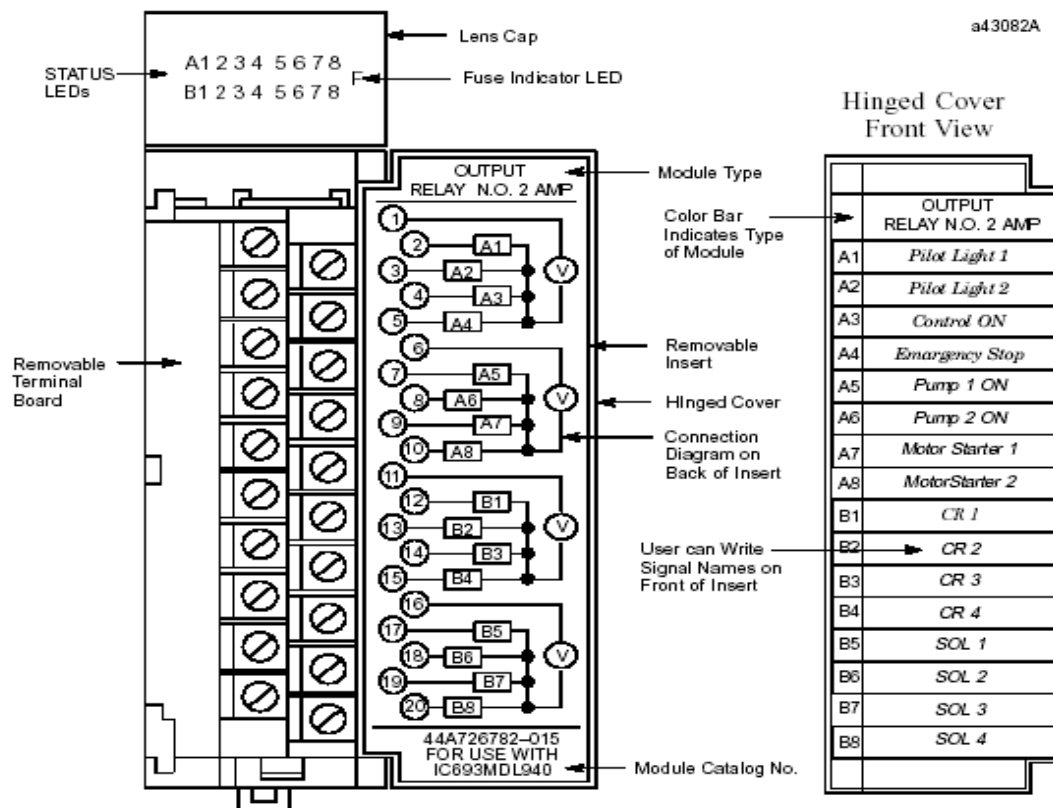 a43082A
Lens Cap
A1 2 3 4 5 6 7 8
F
B1 2 3 4 5 6 7 8
STATUS
LEDs
Fuse Indicator LED
Hinged Cover
Front View
OUTPUT
RELAY N.O. 2 AMP
Module Type
1
2 A1
3 A2
V
4 A3
5 A4
6
7 A5
8 A6
V
9 A7
10 A8
11
12 B1
13 B2
V
14 B3
15 B4
16
17 B5
18 B6
V
19 B7
20 B8
44A726782–015
FOR USE WITH
IC693MDL940
Removable
Terminal
Board
Color Bar
Indicates Type
of Module
Removable
Insert
HInged Cover
Connection
Diagram on
Back of Insert
User can Write
Signal Names on
Front of Insert
Module Catalog No.
OUTPUT
RELAY N.O. 2 AMP
A1 Pilot Light 1
A2 Pilot Light 2
A3 Control ON
A4 Emargency Stop
A5 Pump 1 ON
A6 Pump 2 ON
A7 Motor Starter 1
A8 MotorStarter 2
B1 CR 1
B2 CR 2
B3 CR 3
B4 CR 4
B5 SOL 1
B6 SOL 2
B7 SOL 3
B8 SOL 4